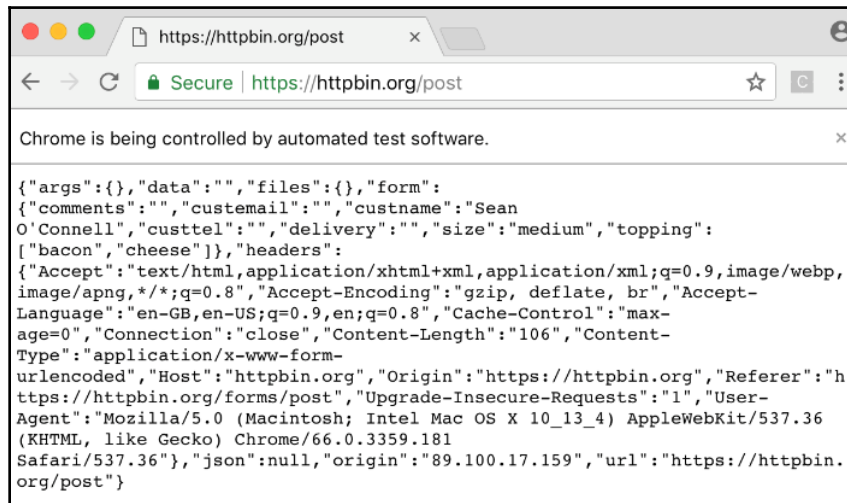 https://httpbin.org/post
Secure https://httpbin.org/post
C
Chrome is being controlled by automated test software.
{"args":{},"data":"","files":{},"form":
{"comments":"","custemail":"","custname":"Sean
O'Connell","custtel":"","delivery":"","size":"medium","topping":
["bacon","cheese"]},"headers":
{"Accept":"text/html,application/xhtml+xml,application/xml;q=0.9,image/webp,
image/apng,*/*;q=0.8","Accept-Encoding":"gzip, deflate, br","Accept-
Language":"en-GB,en-US;q=0.9,en;q=0.8","Cache-Control":"max-
age=0","Connection":"close","Content-Length":"106","Content-
Type":"application/x-www-form-
urlencoded","Host":"httpbin.org","Origin":"https://httpbin.org","Referer":"h
ttps://httpbin.org/forms/post","Upgrade-Insecure-Requests":"1","User-
Agent":"Mozilla/5.0 (Macintosh; Intel Mac OS X 10_13_4) AppleWebKit/537.36
(KHTML, like Gecko) Chrome/66.0.3359.181
Safari/537.36"},"json":null,"origin":"89.100.17.159","url":"https://httpbin.
org/post"}